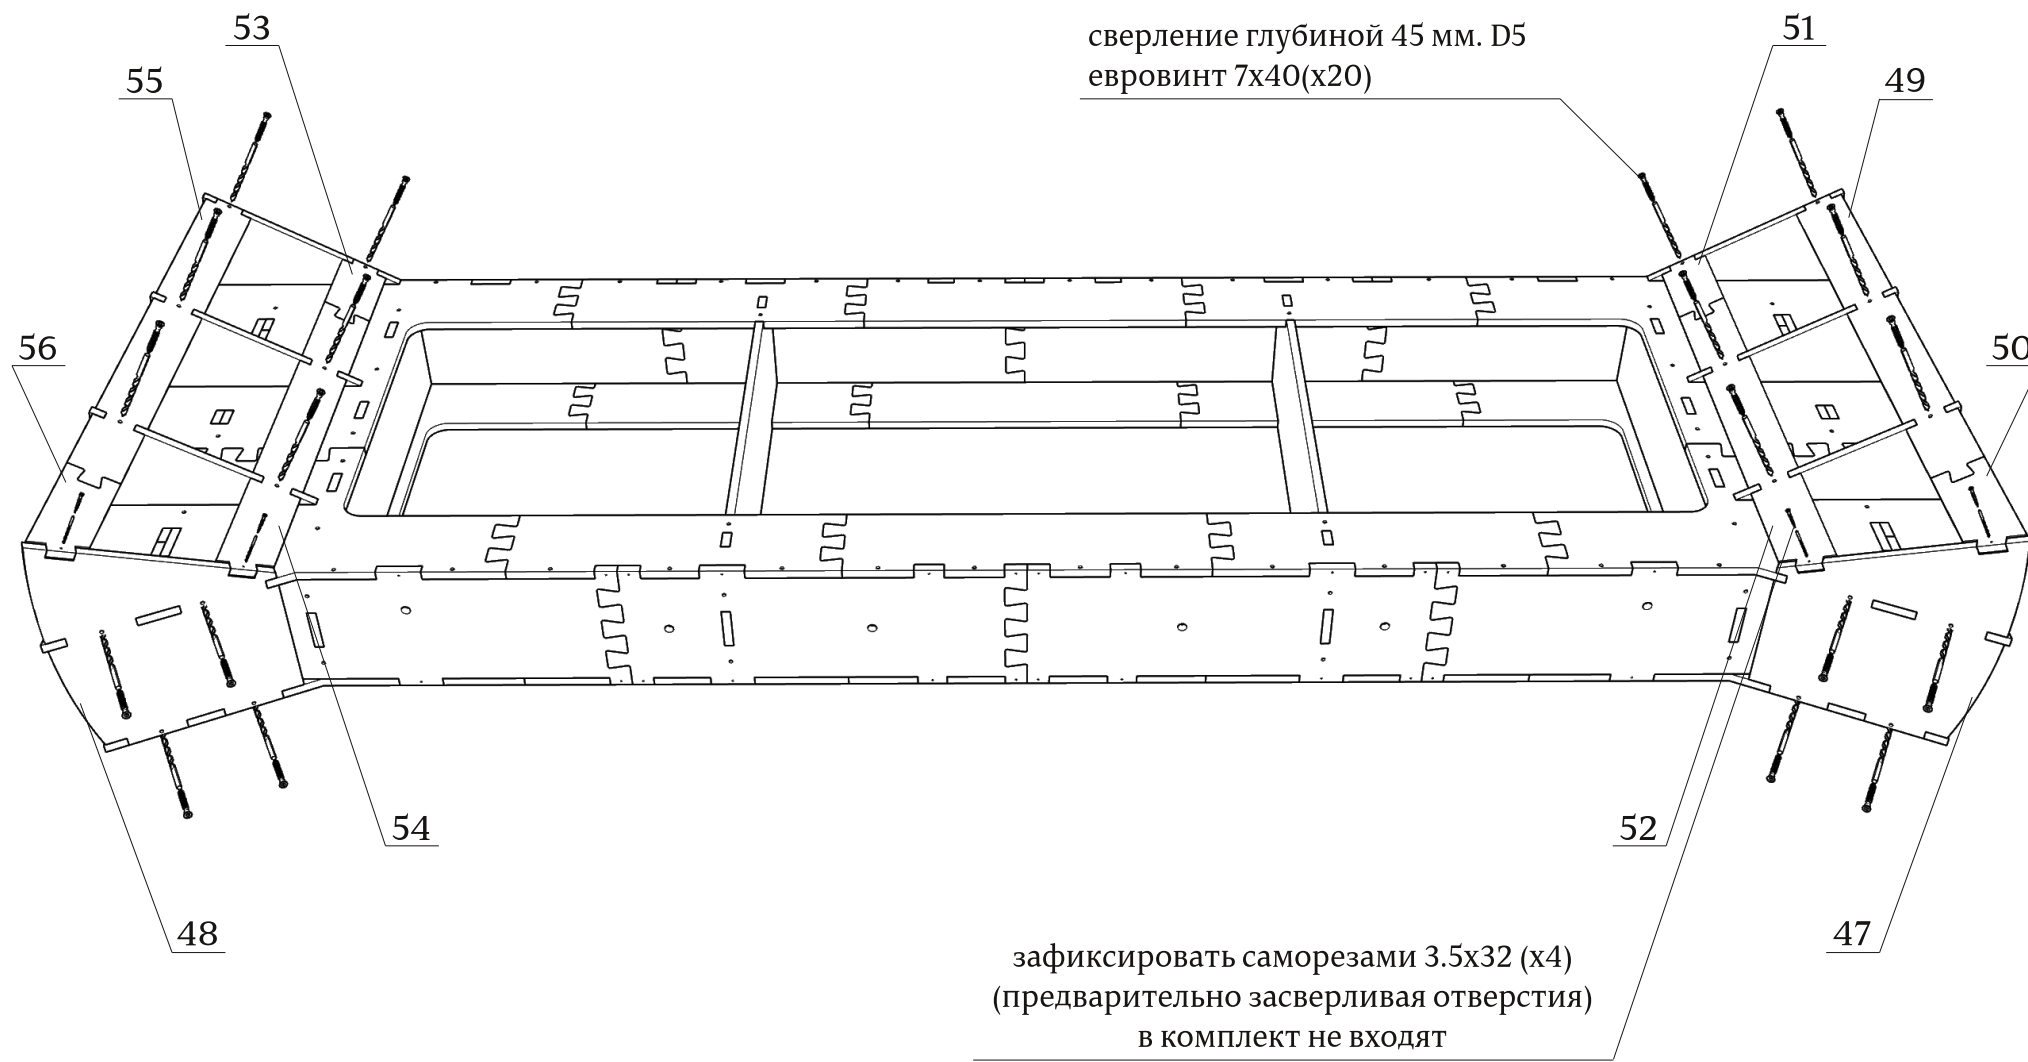 53
сверление глубиной 45 мм. D5
51
55
евровинт 7х40(х20)
49
56
50
54
52
48
47
зафиксировать саморезами 3.5х32 (х4)
(предварительно засверливая отверстия)
в комплект не входят